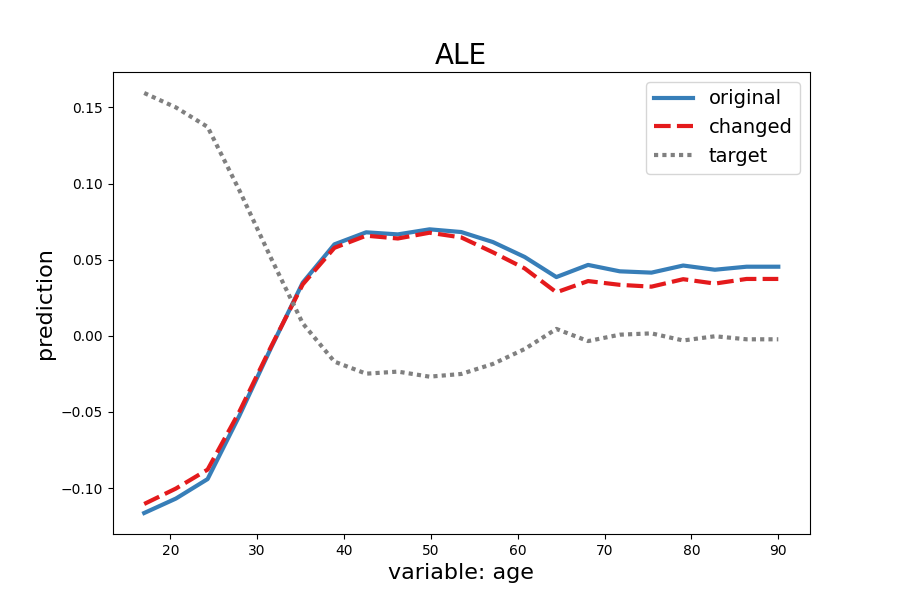 ALE
original
changed
target
prediction
0.15
0.10
0.05
0.00
−0.05
−0.10
20 30 40 50 60 70 80 90
variable: age